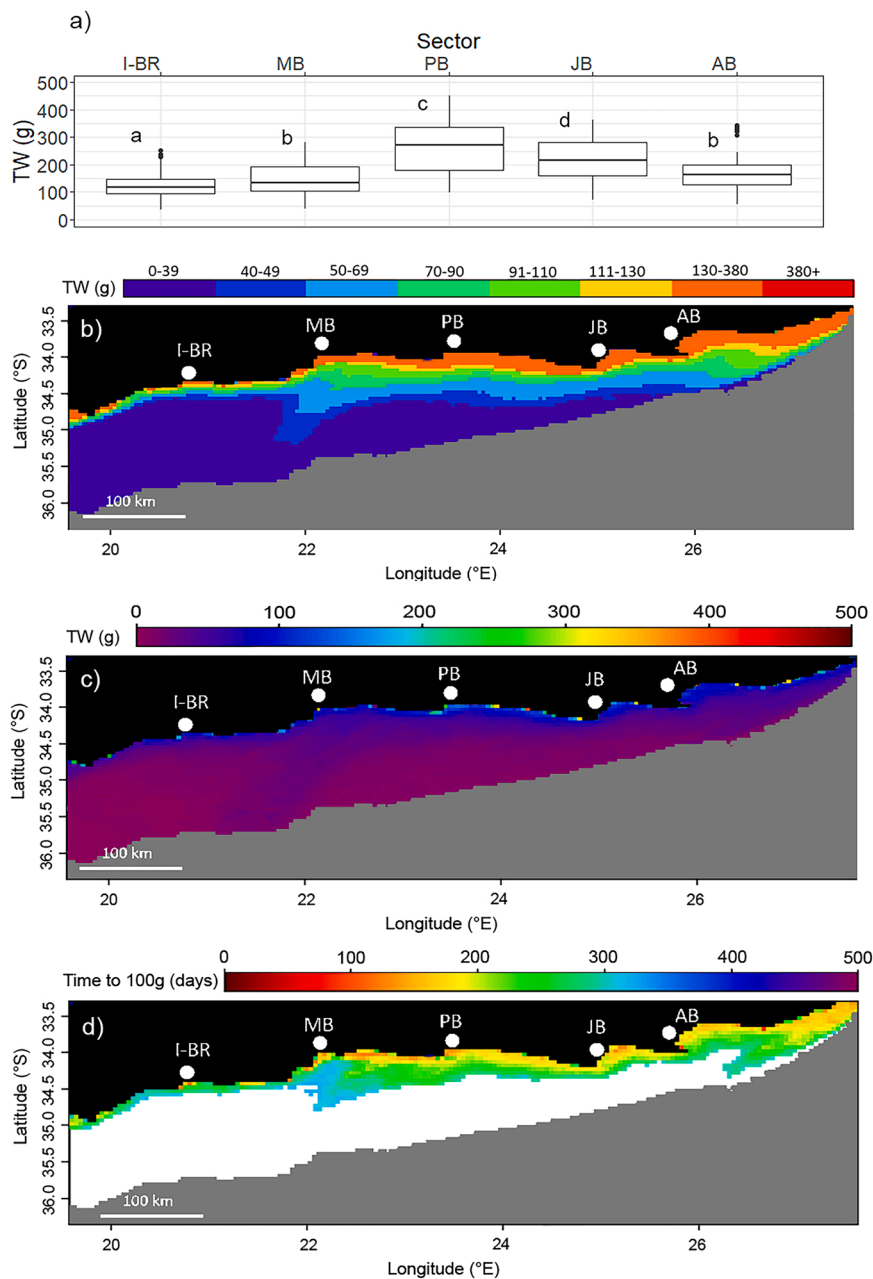 a)
Sector
I-BR MB PB JB AB
TW (g)
500
400
300
200
100
0
a b c d b
0-39 40-49 50-69 70-90 91-110 111-130 130-380 380+
TW (g)
b)
I-BR MB PB JB AB
Latitude (°S)
33.5
34.0
34.5
35.0
35.5
36.0
100 km
20 22 24 26
Longitude (°E)
0 100 200 300 400 500
TW (g)
c)
I-BR MB PB JB AB
Latitude (°S)
33.5
34.0
34.5
35.0
35.5
36.0
100 km
20 22 24 26
Longitude (°E)
0 100 200 300 400 500
Time to 100g (days)
d)
I-BR MB PB JB AB
Latitude (°S)
33.5
34.0
34.5
35.0
35.5
36.0
100 km
20 22 24 26
Longitude (°E)